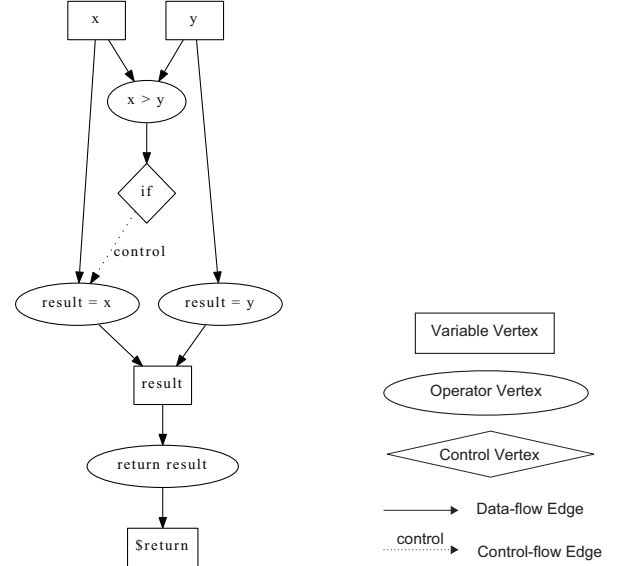 x
y
x > y
if
control
result = x
result = y
result
return result
$return
Variable Vertex
Operator Vertex
Control Vertex
Data-flow Edge
control
Control-flow Edge